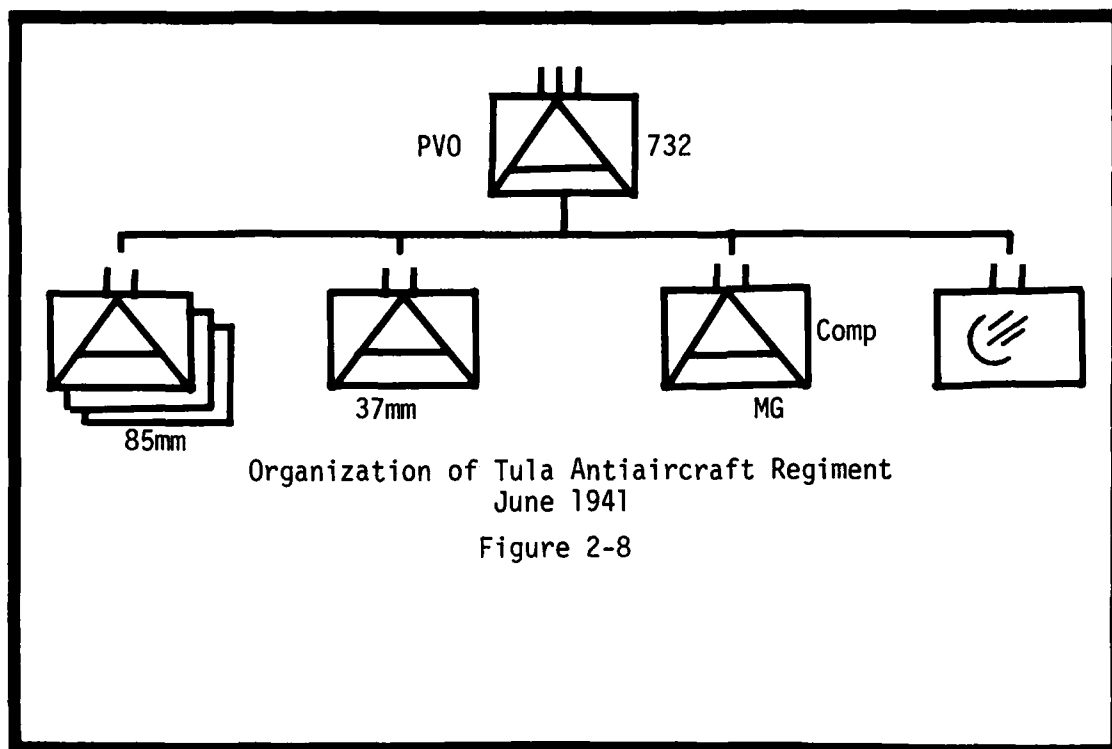 PVO 732
85mm
37mm
Comp
MG
Organization of Tula Antiaircraft Regiment
June 1941
Figure 2-8